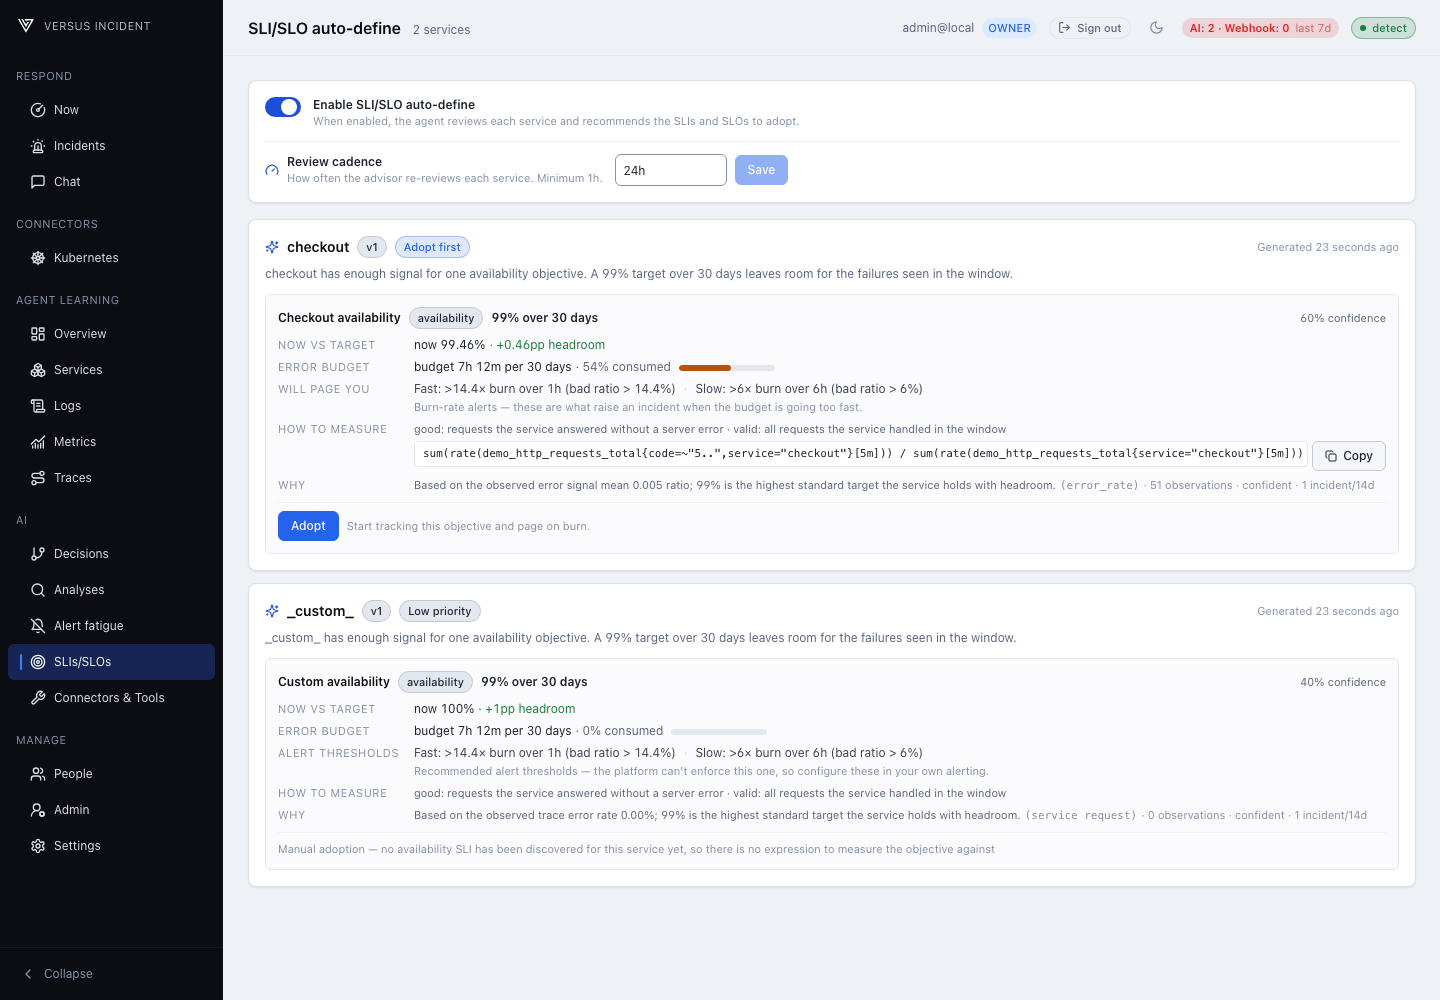 VERSUS INCIDENT
RESPOND
Now
Incidents
Chat
CONNECTORS
Kubernetes
AGENT LEARNING
Overview
Services
Logs
Metrics
Traces
AI
Decisions
Analyses
Alert fatigue
SLIs/SLOs
Connectors & Tools
MANAGE
People
Admin
Settings
Collapse
SLI/SLO auto-define 2 services
admin@local OWNER Sign out AI: 2 · Webhook: 0 last 7d detect
Enable SLI/SLO auto-define
When enabled, the agent reviews each service and recommends the SLIs and SLOs to adopt.
Review cadence
How often the advisor re-reviews each service. Minimum 1h.
24h
Save
checkout v1 Adopt first Generated 23 seconds ago
checkout has enough signal for one availability objective. A 99% target over 30 days leaves room for the failures seen in the window.
Checkout availability availability 99% over 30 days 60% confidence
NOW VS TARGET now 99.46% · +0.46pp headroom
ERROR BUDGET budget 7h 12m per 30 days · 54% consumed
WILL PAGE YOU Fast: >14.4× burn over 1h (bad ratio > 14.4%) · Slow: >6× burn over 6h (bad ratio > 6%)
Burn-rate alerts — these are what raise an incident when the budget is going too fast.
HOW TO MEASURE good: requests the service answered without a server error · valid: all requests the service handled in the window
sum(rate(demo_http_requests_total{code=~"5..",service="checkout"}[5m])) / sum(rate(demo_http_requests_total{service="checkout"}[5m])) Copy
WHY Based on the observed error signal mean 0.005 ratio; 99% is the highest standard target the service holds with headroom. (error_rate) · 51 observations · confident · 1 incident/14d
Adopt Start tracking this objective and page on burn.
_custom_ v1 Low priority Generated 23 seconds ago
_custom_ has enough signal for one availability objective. A 99% target over 30 days leaves room for the failures seen in the window.
Custom availability availability 99% over 30 days 40% confidence
NOW VS TARGET now 100% · +1pp headroom
ERROR BUDGET budget 7h 12m per 30 days · 0% consumed
ALERT THRESHOLDS Fast: >14.4× burn over 1h (bad ratio > 14.4%) · Slow: >6× burn over 6h (bad ratio > 6%)
Recommended alert thresholds — the platform can't enforce this one, so configure these in your own alerting.
HOW TO MEASURE good: requests the service answered without a server error · valid: all requests the service handled in the window
WHY Based on the observed trace error rate 0.00%; 99% is the highest standard target the service holds with headroom. (service request) · 0 observations · confident · 1 incident/14d
Manual adoption — no availability SLI has been discovered for this service yet, so there is no expression to measure the objective against